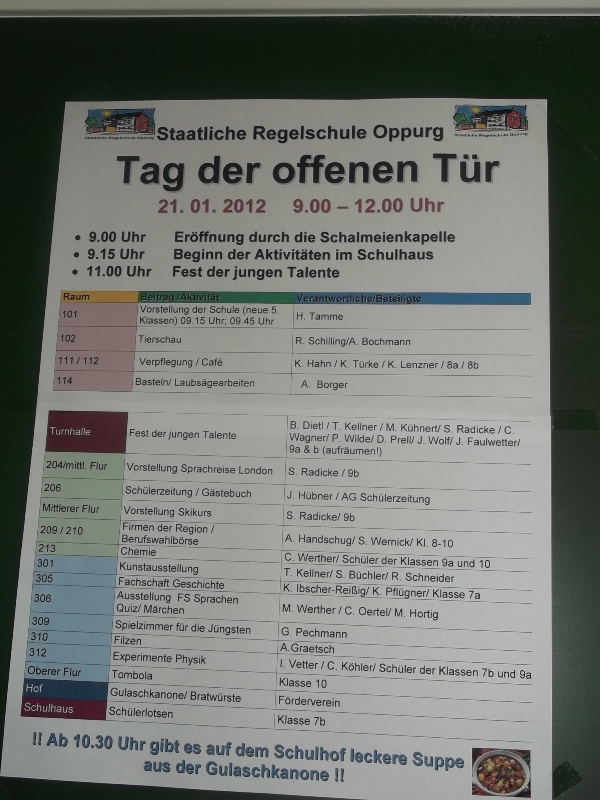 Staatliche Regelschule Oppurg
Staatliche Regelschule Oppurg
Staatliche Regelschule Oppurg
Tag der offenen Tür
21. 01. 2012 9.00 – 12.00 Uhr
• 9.00 Uhr Eröffnung durch die Schalmeienkapelle
• 9.15 Uhr Beginn der Aktivitäten im Schulhaus
• 11.00 Uhr Fest der jungen Talente
Raum Beitrag /Aktivität Verantwortliche/Beteiligte
101 Vorstellung der Schule (neue 5. Klassen) 09.15 Uhr; 09.45 Uhr H. Tamme
102 Tierschau R. Schilling/A. Bochmann
111 / 112 Verpflegung / Café K. Hahn / K. Türke / K. Lenzner / 8a / 8b
114 Basteln/ Laubsägearbeiten A. Borger
Turnhalle Fest der jungen Talente B. Dietl / T. Kellner / M. Kühnert/ S. Radicke / C. Wagner/ P. Wilde/ D. Prell/ J. Wolf/ J. Faulwetter/ 9a & b (aufräumen!)
204/mittl. Flur Vorstellung Sprachreise London S. Radicke / 9b
206 Schülerzeitung / Gästebuch J. Hübner / AG Schülerzeitung
Mittlerer Flur Vorstellung Skikurs S. Radicke/ 9b
209 / 210 Firmen der Region / Berufswahlbörse A. Handschug/ S. Wernick/ Kl. 8-10
213 Chemie C. Werther/ Schüler der Klassen 9a und 10
301 Kunstausstellung T. Kellner/ S. Büchler/ R. Schneider
305 Fachschaft Geschichte K. Ibscher-Reißig/ K. Pflügner/ Klasse 7a
306 Ausstellung FS Sprachen Quiz/ Märchen M. Werther / C. Oertel/ M. Hortig
309 Spielzimmer für die Jüngsten G. Pechmann
310 Filzen A.Graetsch
312 Experimente Physik I. Vetter / C. Köhler/ Schüler der Klassen 7b und 9a
Oberer Flur Tombola Klasse 10
Hof Gulaschkanone/ Bratwürste Förderverein
Schulhaus Schülerlotsen Klasse 7b
!! Ab 10.30 Uhr gibt es auf dem Schulhof leckere Suppe
aus der Gulaschkanone !!